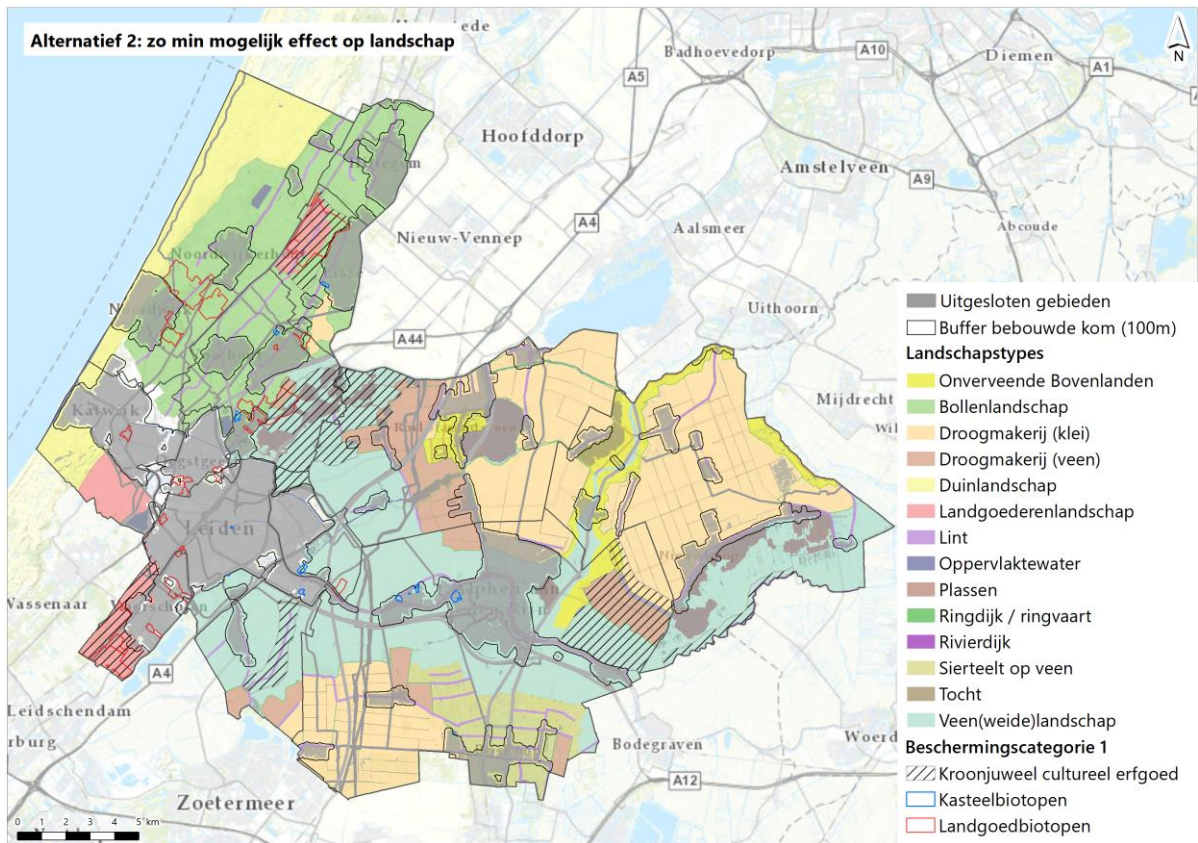 Alternatief 2: zo min mogelijk effect op landschap
Badhoevedorp
A10
Diemen
A1
N
A5
Hoofddorp
Amstelveen
A9
A4
Abcoude
Nieuw-Vennep
Aalsmeer
Uithoorn
Noordwijkerhout
A44
Mijdrecht
Katwijk
Leiden
Wassenaar
A4
Leidschendam
Bodegraven
A12
Zoetermeer
0 1 2 3 4 5 km
Uitgesloten gebieden
Buffer bebouwde kom (100m)
Landschapstypes
Onverveende Bovenlanden
Bollenlandschap
Droogmakerij (klei)
Droogmakerij (veen)
Duinlandschap
Landgoederenlandschap
Lint
Oppervlaktewater
Plassen
Ringdijk / ringvaart
Rivierdijk
Sierteelt op veen
Tocht
Veen(weide)landschap
Beschermingscategorie 1
Kroonjuweel cultureel erfgoed
Kasteelbiotopen
Landgoedbiotopen